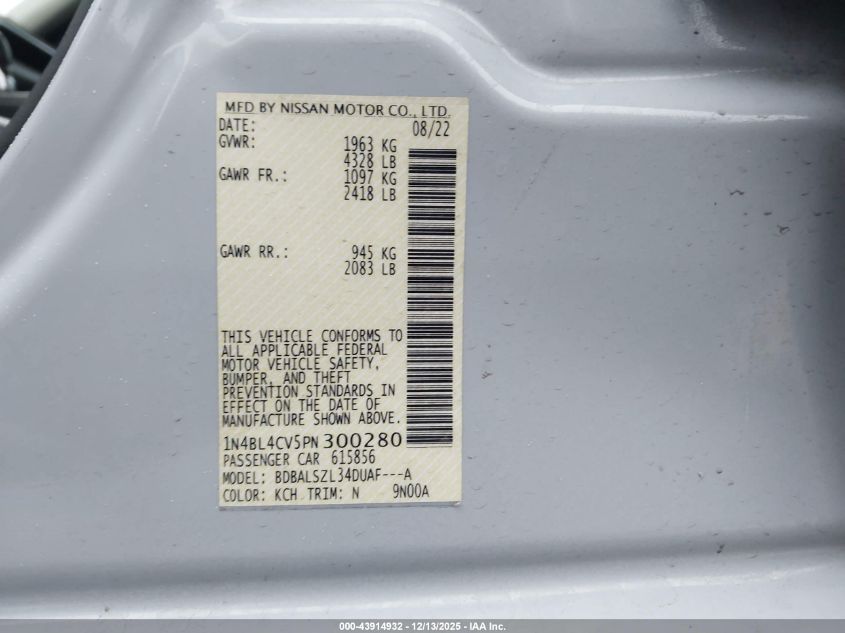 MFD BY NISSAN MOTOR CO., LTD.
DATE: 08/22
GVWR: 1963 KG
4328 LB
GAWR FR.: 1097 KG
2418 LB
GAWR RR.: 945 KG
2083 LB
THIS VEHICLE CONFORMS TO
ALL APPLICABLE FEDERAL
MOTOR VEHICLE SAFETY,
BUMPER, AND THEFT
PREVENTION STANDARDS IN
EFFECT ON THE DATE OF
MANUFACTURE SHOWN ABOVE.
1N4BL4CV5PN300280
PASSENGER CAR 615856
MODEL: BDBALSZL34DUAF---A
COLOR: KCH TRIM: N 9N00A
000-43914932 - 12/13/2025 - IAA Inc.